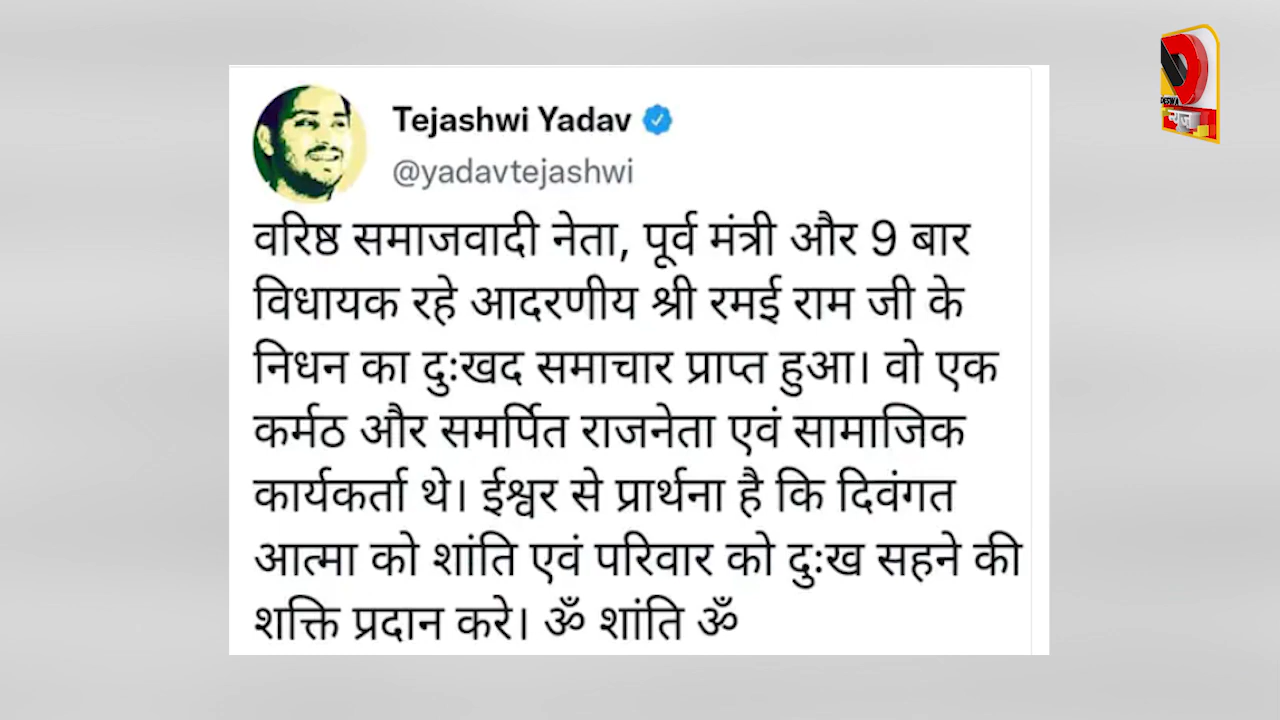 Tejashwi Yadav
@yadavtejashwi
वरिष्ठ समाजवादी नेता, पूर्व मंत्री और 9 बार
विधायक रहे आदरणीय श्री रमई राम जी के
निधन का दुःखद समाचार प्राप्त हुआ। वो एक
कर्मठ और समर्पित राजनेता एवं सामाजिक
कार्यकर्ता थे। ईश्वर से प्रार्थना है कि दिवंगत
आत्मा को शांति एवं परिवार को दुःख सहने की
शक्ति प्रदान करे। ॐ शांति ॐ
न्यूज